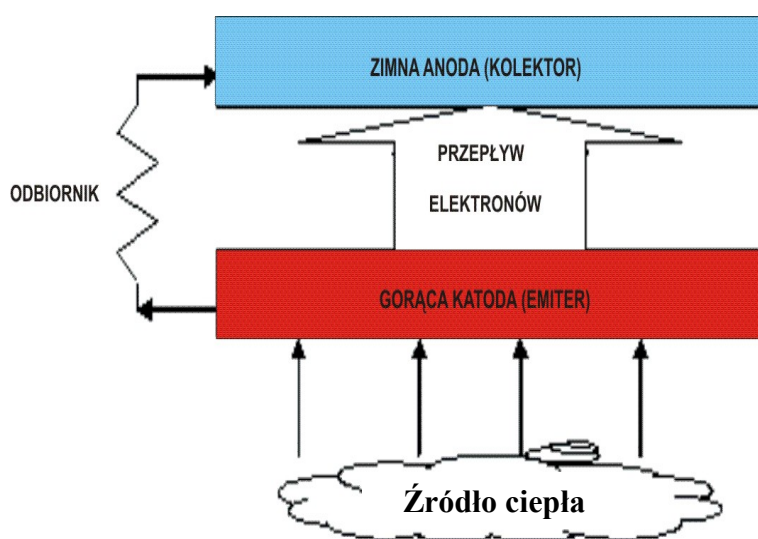 ZIMNA ANODA (KOLEKTOR)
PRZEPŁYW
ELEKTRONÓW
ODBIORNIK
GORĄCA KATODA (EMITER)
Źródło ciepła